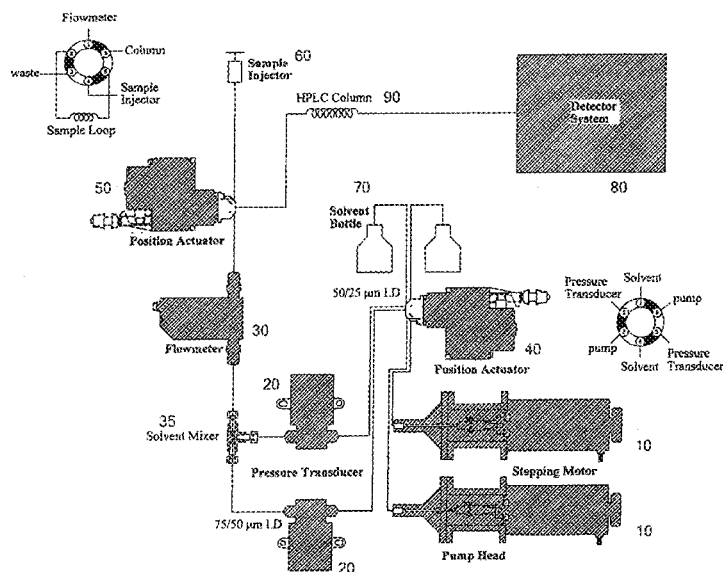 Flowmeter
Column
waste
Sample
Injector
Sample Loop
60
Sample
Injector
HPLC Column
90
Detector
System
80
50
Position Actuator
70
Solvent
Bottle
50/25 µm I.D
30
Flowmeter
40
Position Actuator
Pressure
Transducer
Solvent
pump
pump
Solvent
Pressure
Transducer
20
35
Solvent Mixer
Pressure Transducer
10
Stepping Motor
75/50 µm I.D
20
10
Pump Head